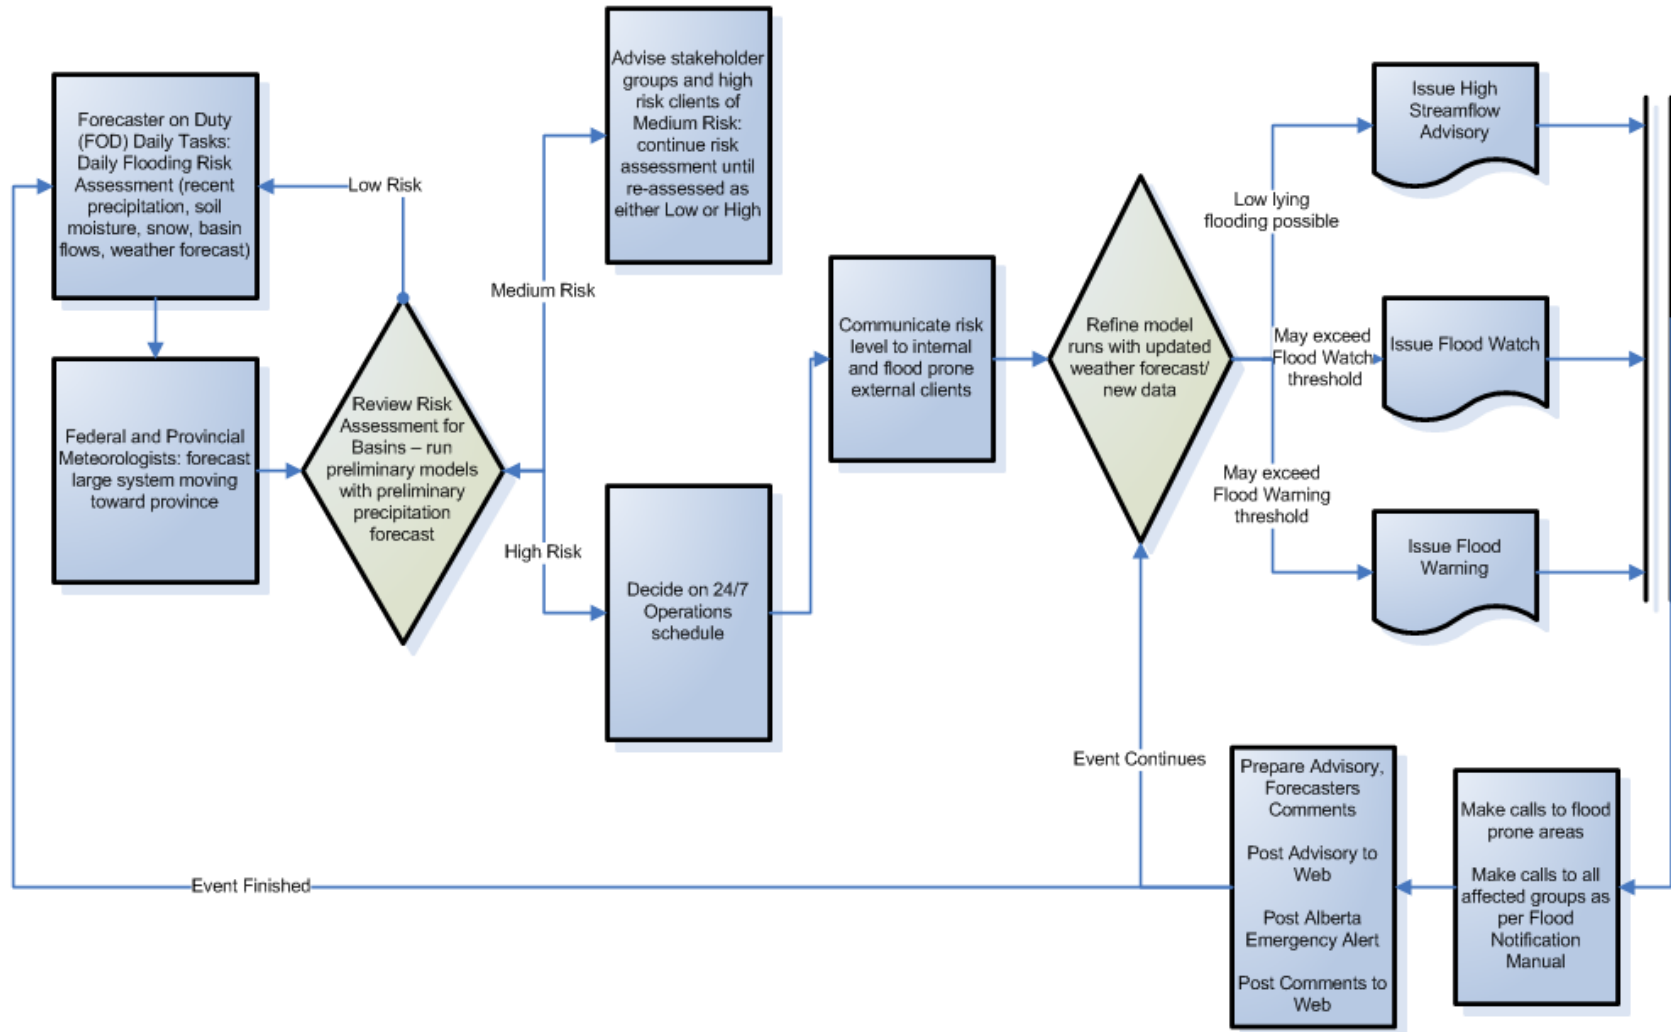 Forecaster on Duty
(FOD) Daily Tasks:
Daily Flooding Risk
Assessment (recent
precipitation, soil
moisture, snow, basin
flows, weather forecast)
Federal and Provincial
Meteorologists: forecast
large system moving
toward province
Low Risk
Review Risk
Assessment for
Basins – run
preliminary models
with preliminary
precipitation
forecast
Medium Risk
High Risk
Advise stakeholder
groups and high
risk clients of
Medium Risk:
continue risk
assessment until
re-assessed as
either Low or High
Decide on 24/7
Operations
schedule
Communicate risk
level to internal
and flood prone
external clients
Refine model
runs with updated
weather forecast/
new data
Low lying
flooding possible
May exceed
Flood Watch
threshold
May exceed
Flood Warning
threshold
Issue High
Streamflow
Advisory
Issue Flood Watch
Issue Flood
Warning
Make calls to flood
prone areas
Make calls to all
affected groups as
per Flood
Notification
Manual
Prepare Advisory,
Forecasters
Comments
Post Advisory to
Web
Post Alberta
Emergency Alert
Post Comments to
Web
Event Continues
Event Finished